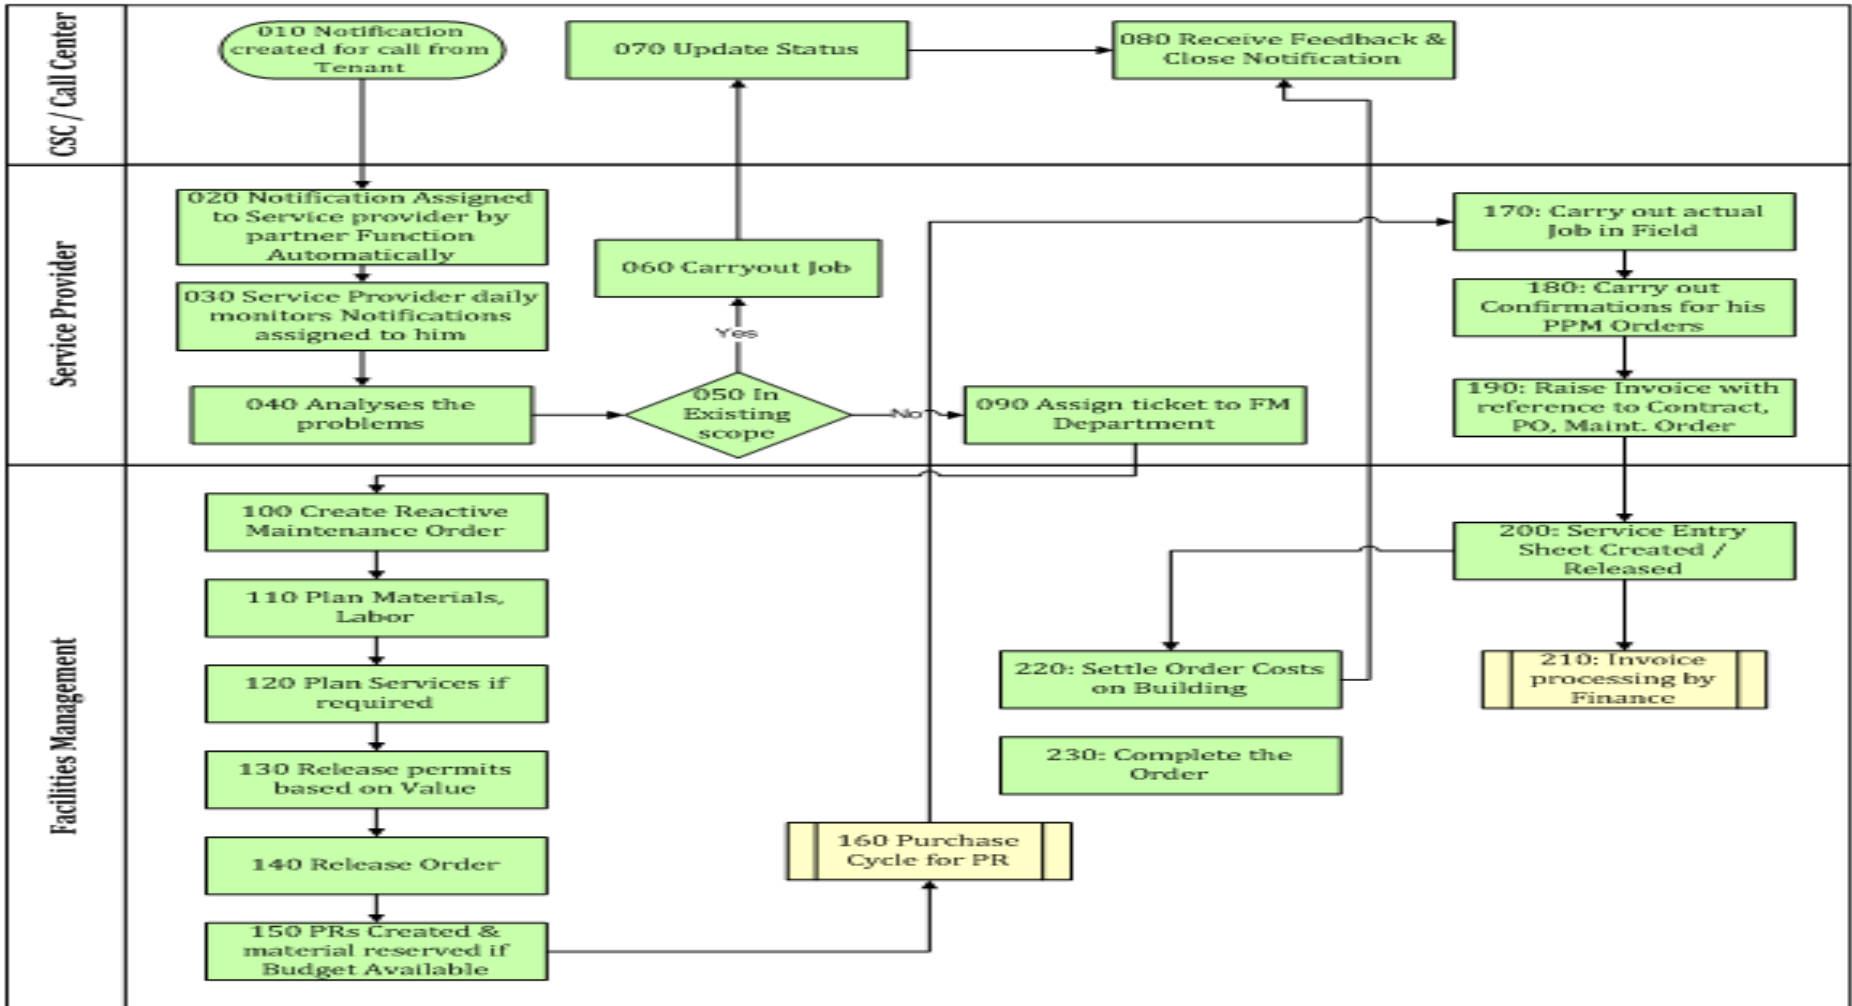 CSC / Call Center
010 Notification
created for call from
Tenant
070 Update Status
080 Receive Feedback &
Close Notification
Service Provider
020 Notification Assigned
to Service provider by
partner Function
Automatically
030 Service Provider daily
monitors Notifications
assigned to him
040 Analyses the
problems
050 In
Existing
scope
Yes
060 Carryout Job
No
090 Assign ticket to FM
Department
170: Carry out actual
Job in Field
180: Carry out
Confirmations for his
PPM Orders
190: Raise Invoice with
reference to Contract,
PO, Maint. Order
Facilities Management
100 Create Reactive
Maintenance Order
110 Plan Materials,
Labor
120 Plan Services if
required
130 Release permits
based on Value
140 Release Order
150 PRs Created &
material reserved if
Budget Available
160 Purchase
Cycle for PR
200: Service Entry
Sheet Created /
Released
210: Invoice
processing by
Finance
220: Settle Order Costs
on Building
230: Complete the
Order